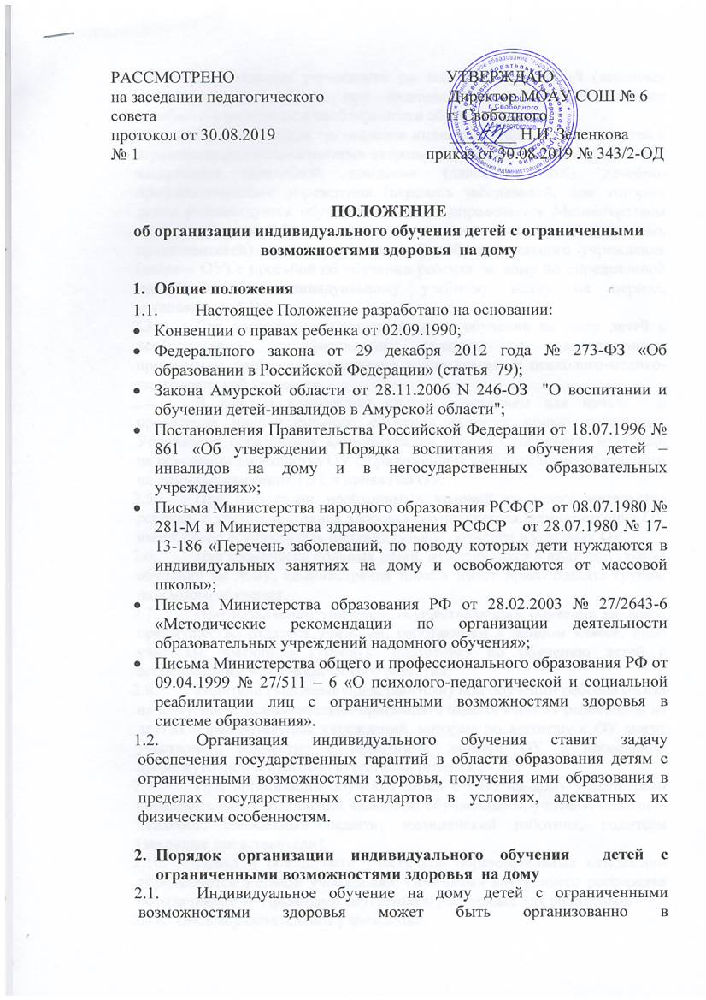 РАССМОТРЕНО
на заседании педагогического
совета
протокол от 30.08.2019
№ 1
УТВЕРЖДАЮ
Директор МОАУ СОШ № 6
г. Свободного
_________ Н.И. Зеленкова
приказ от 30.08.2019 № 343/2-ОД
ПОЛОЖЕНИЕ
об организации индивидуального обучения детей с ограниченными
возможностями здоровья на дому
1. Общие положения
1.1. Настоящее Положение разработано на основании:
• Конвенции о правах ребенка от 02.09.1990;
• Федерального закона от 29 декабря 2012 года № 273-ФЗ «Об
образовании в Российской Федерации» (статья 79);
• Закона Амурской области от 28.11.2006 N 246-ОЗ "О воспитании и
обучении детей-инвалидов в Амурской области";
• Постановления Правительства Российской Федерации от 18.07.1996 №
861 «Об утверждении Порядка воспитания и обучения детей –
инвалидов на дому и в негосударственных образовательных
учреждениях»;
• Письма Министерства народного образования РСФСР от 08.07.1980 №
281-М и Министерства здравоохранения РСФСР от 28.07.1980 № 17-
13-186 «Перечень заболеваний, по поводу которых дети нуждаются в
индивидуальных занятиях на дому и освобождаются от массовой
школы»;
• Письма Министерства образования РФ от 28.02.2003 № 27/2643-6
«Методические рекомендации по организации деятельности
образовательных учреждений надомного обучения»;
• Письма Министерства общего и профессионального образования РФ от
09.04.1999 № 27/511 – 6 «О психолого-педагогической и социальной
реабилитации лиц с ограниченными возможностями здоровья в
системе образования».
1.2. Организация индивидуального обучения ставит задачу
обеспечения государственных гарантий в области образования детям с
ограниченными возможностями здоровья, получения ими образования в
пределах государственных стандартов в условиях, адекватных их
физическим особенностям.
2. Порядок организации индивидуального обучения детей с
ограниченными возможностями здоровья на дому
2.1. Индивидуальное обучение на дому детей с ограниченными
возможностями здоровья может быть организованно в